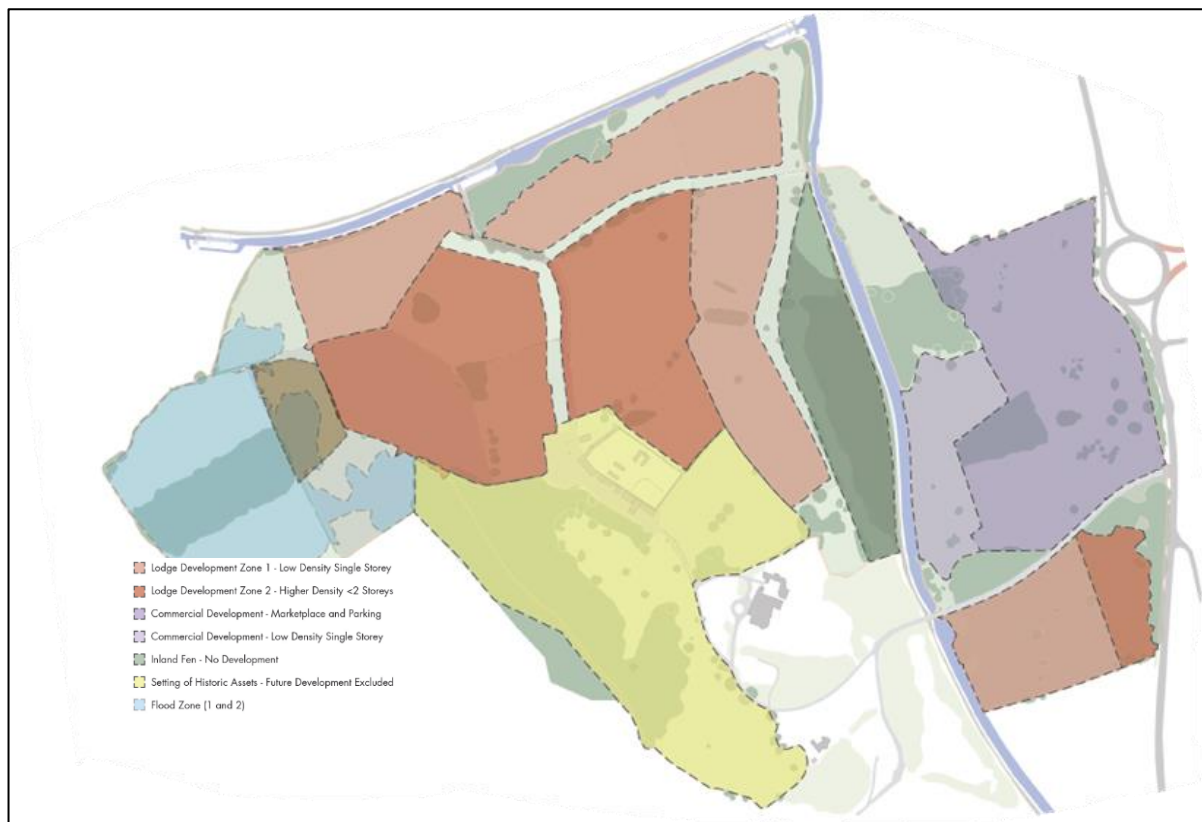 Lodge Development Zone 1 - Low Density Single Storey
Lodge Development Zone 2 - Higher Density <2 Storeys
Commercial Development - Marketplace and Parking
Commercial Development - Low Density Single Storey
Inland Fen - No Development
Setting of Historic Assets - Future Development Excluded
Flood Zone (1 and 2)